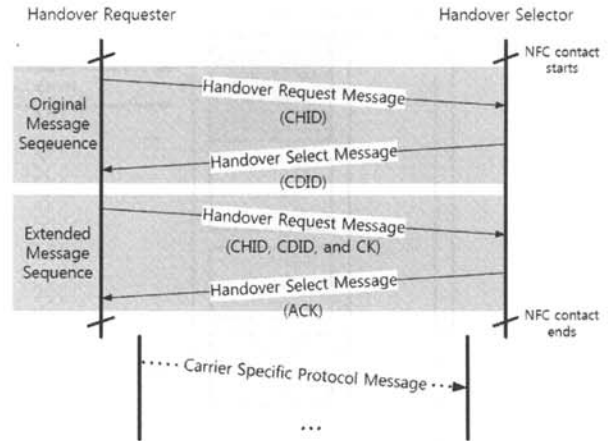 Handover Requester
Handover Selector
NFC contact
starts
Original
Message
Seqeuence
Handover Request Message
(CHID)
Handover Select Message
(CDID)
Extended
Message
Sequence
Handover Request Message
(CHID, CDID, and CK)
Handover Select Message
(ACK)
NFC contact
ends
Carrier Specific Protocol Message
...